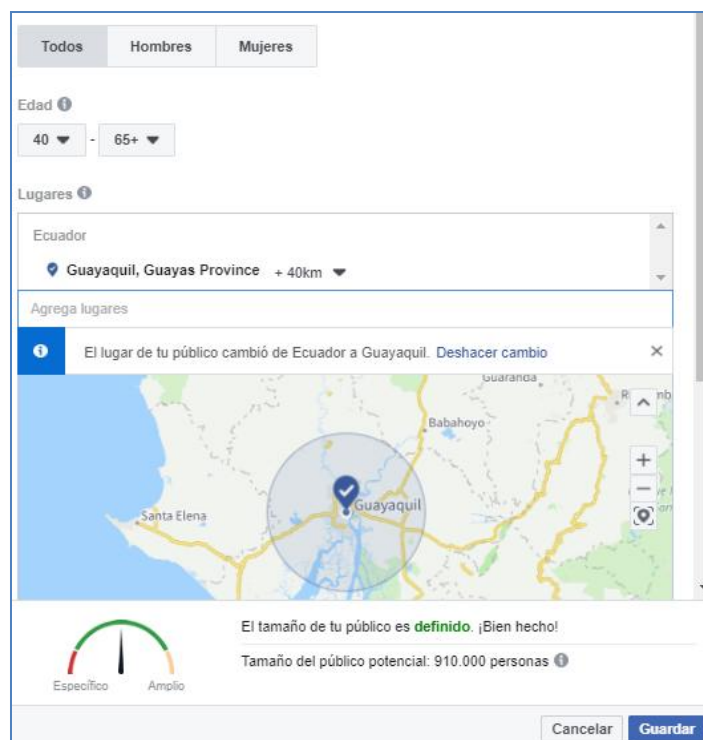 Todos Hombres Mujeres
Edad
40 - 65+
Lugares
Ecuador
Guayaquil, Guayas Province + 40km
Agrega lugares
El lugar de tu público cambió de Ecuador a Guayaquil. Deshacer cambio
Guaranda
Babahoyo
Guayaquil
Santa Elena
El tamaño de tu público es definido. ¡Bien hecho!
Tamaño del público potencial: 910.000 personas
Específico Amplio
Cancelar Guardar